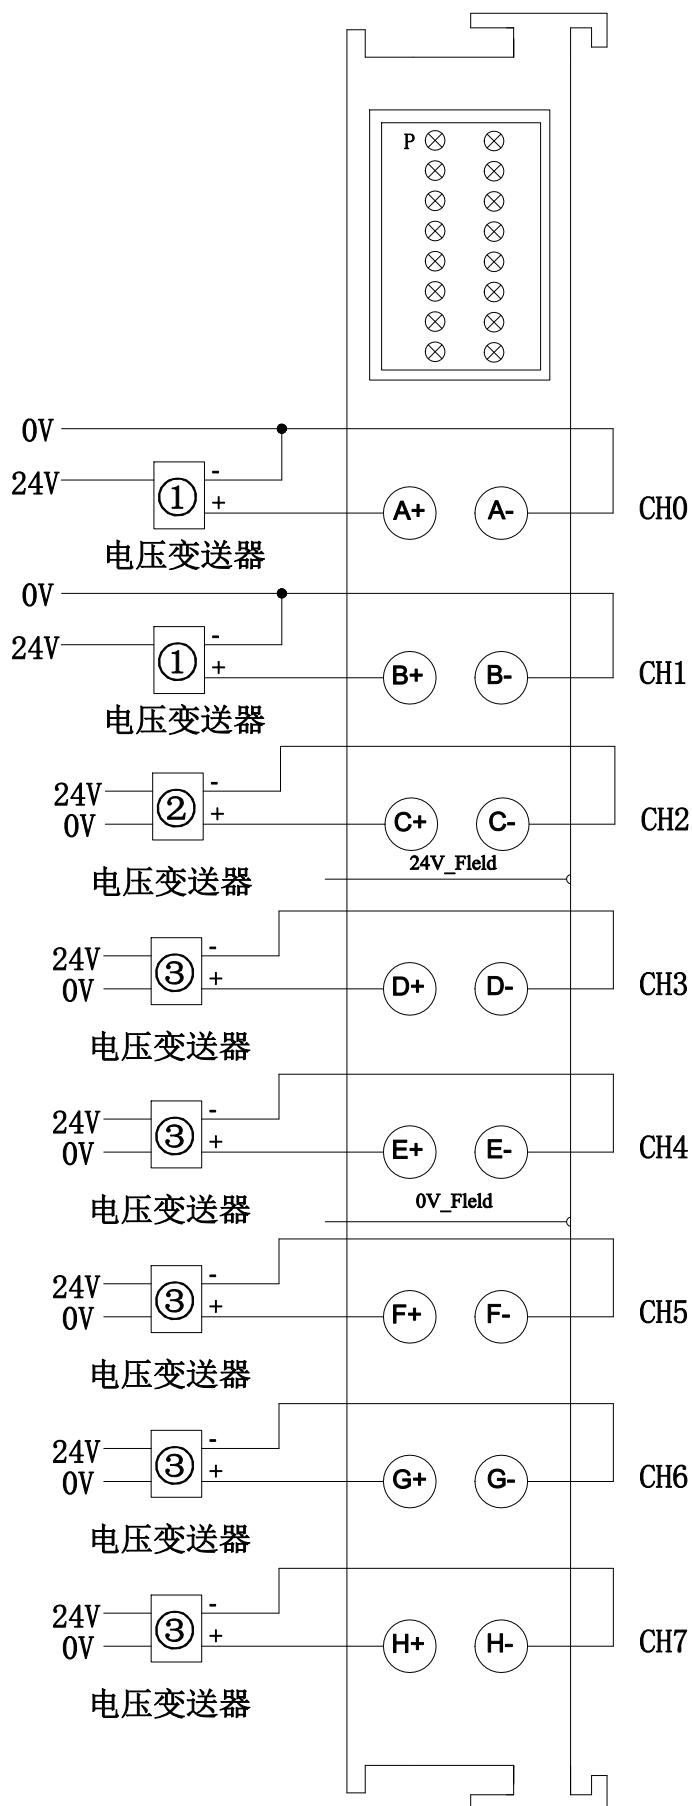 P
0V
24V
①
-
+
A+
A-
CH0
电压变送器
0V
24V
①
-
+
B+
B-
CH1
电压变送器
24V
0V
②
-
+
C+
C-
CH2
24V_Fleld
电压变送器
24V
0V
③
-
+
D+
D-
CH3
电压变送器
24V
0V
③
-
+
E+
E-
CH4
0V_Fleld
电压变送器
24V
0V
③
-
+
F+
F-
CH5
电压变送器
24V
0V
③
-
+
G+
G-
CH6
电压变送器
24V
0V
③
-
+
H+
H-
CH7
电压变送器